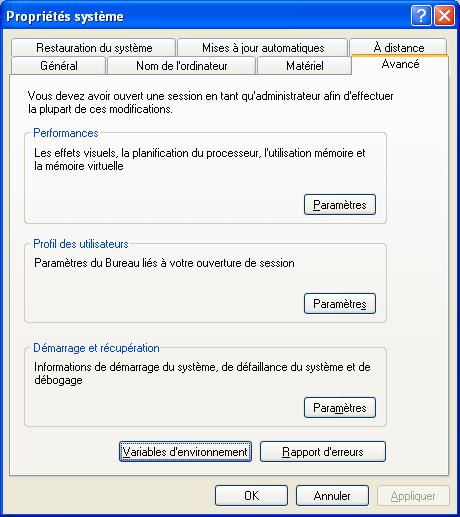 Propriétés système
Restauration du système
Mises à jour automatiques
À distance
Général
Nom de l'ordinateur
Matériel
Avancé
Vous devez avoir ouvert une session en tant qu'administrateur afin d'effectuer
la plupart de ces modifications.
Performances
Les effets visuels, la planification du processeur, l'utilisation mémoire et
la mémoire virtuelle
Paramètres
Profil des utilisateurs
Paramètres du Bureau liés à votre ouverture de session
Paramètres
Démarrage et récupération
Informations de démarrage du système, de défaillance du système et de
débogage
Paramètres
Variables d'environnement
Rapport d'erreurs
OK
Annuler
Appliquer